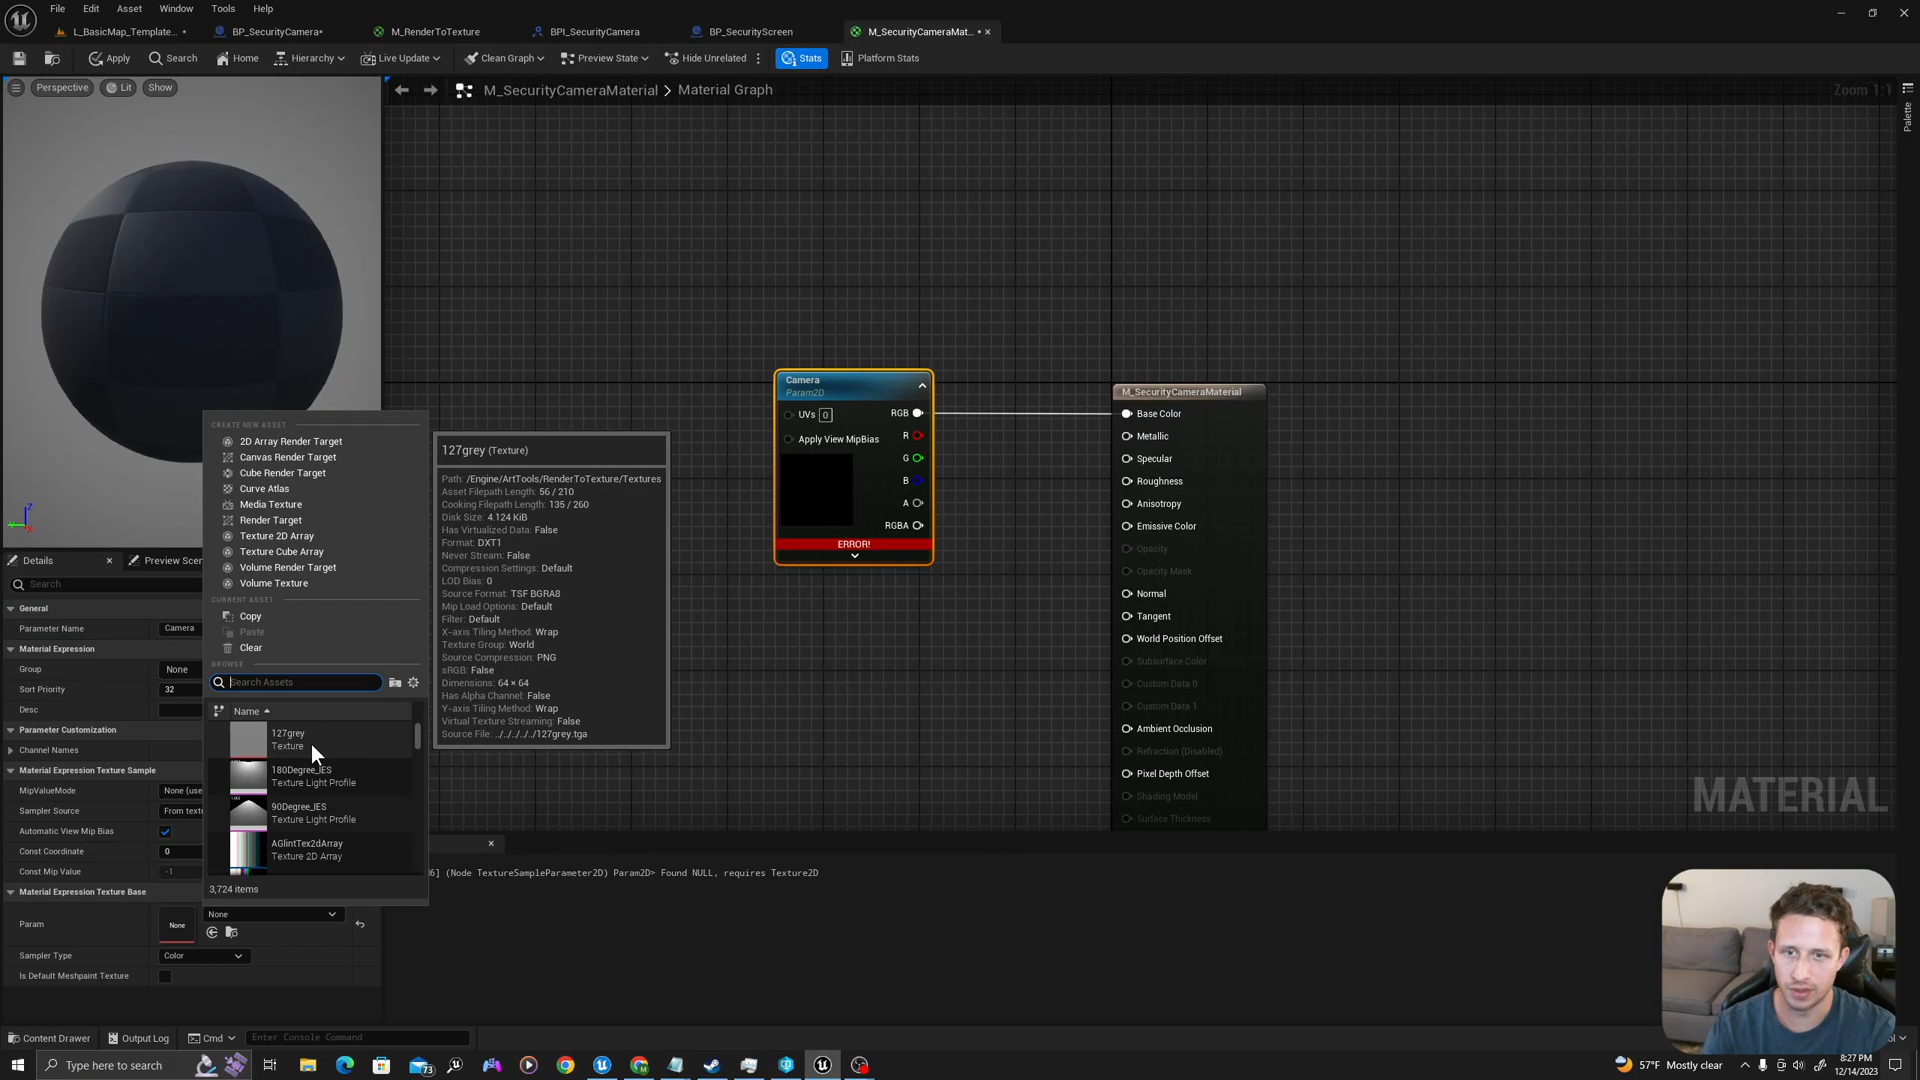 File Edit Asset Window Tools Help
L_BasicMap_Template... • BP_SecurityCamera• M_RenderToTexture BPI_SecurityCamera BP_SecurityScreen M_SecurityCameraMat... •
Apply Search Home Hierarchy Live Update Clean Graph Preview State Hide Unrelated Stats Platform Stats
Perspective Lit Show
M_SecurityCameraMaterial > Material Graph
Zoom 1:1
Palette
Camera
Param2D
UVs 0 RGB
Apply View MipBias R
G
B
A
RGBA
ERROR!
M_SecurityCameraMaterial
Base Color
Metallic
Specular
Roughness
Anisotropy
Emissive Color
Opacity
Opacity Mask
Normal
Tangent
World Position Offset
Subsurface Color
Custom Data 0
Custom Data 1
Ambient Occlusion
Refraction (Disabled)
Pixel Depth Offset
Shading Model
Surface Thickness
MATERIAL
CREATE NEW ASSET
2D Array Render Target
Canvas Render Target
Cube Render Target
Curve Atlas
Media Texture
Render Target
Texture 2D Array
Texture Cube Array
Volume Render Target
Volume Texture
CURRENT ASSET
Copy
Paste
Clear
BROWSE
Search Assets
Name
127grey
Texture
180Degree_IES
Texture Light Profile
90Degree_IES
Texture Light Profile
AGlintTex2dArray
Texture 2D Array
3,724 items
127grey (Texture)
Path: /Engine/ArtTools/RenderToTexture/Textures
Asset Filepath Length: 56 / 210
Cooking Filepath Length: 135 / 260
Disk Size: 4.124 KiB
Has Virtualized Data: False
Format: DXT1
Never Stream: False
Compression Settings: Default
LOD Bias: 0
Source Format: TSF BGRA8
Mip Load Options: Default
Filter: Default
X-axis Tiling Method: Wrap
Texture Group: World
Source Compression: PNG
sRGB: False
Dimensions: 64 × 64
Has Alpha Channel: False
Y-axis Tiling Method: Wrap
Virtual Texture Streaming: False
Source File: ../../../../../127grey.tga
Z
Y
X
Details Preview Scen
Search
General
Parameter Name Camera
Material Expression
Group None
Sort Priority 32
Desc
Parameter Customization
Channel Names
Material Expression Texture Sample
MipValueMode None (use
Sampler Source From text
Automatic View Mip Bias
Const Coordinate 0
Const Mip Value -1
Material Expression Texture Base
Param None None
Sampler Type Color
Is Default Meshpaint Texture
6] (Node TextureSampleParameter2D) Param2D> Found NULL, requires Texture2D
Content Drawer Output Log Cmd Enter Console Command
Type here to search
73
57°F Mostly clear
8:27 PM
12/14/2023